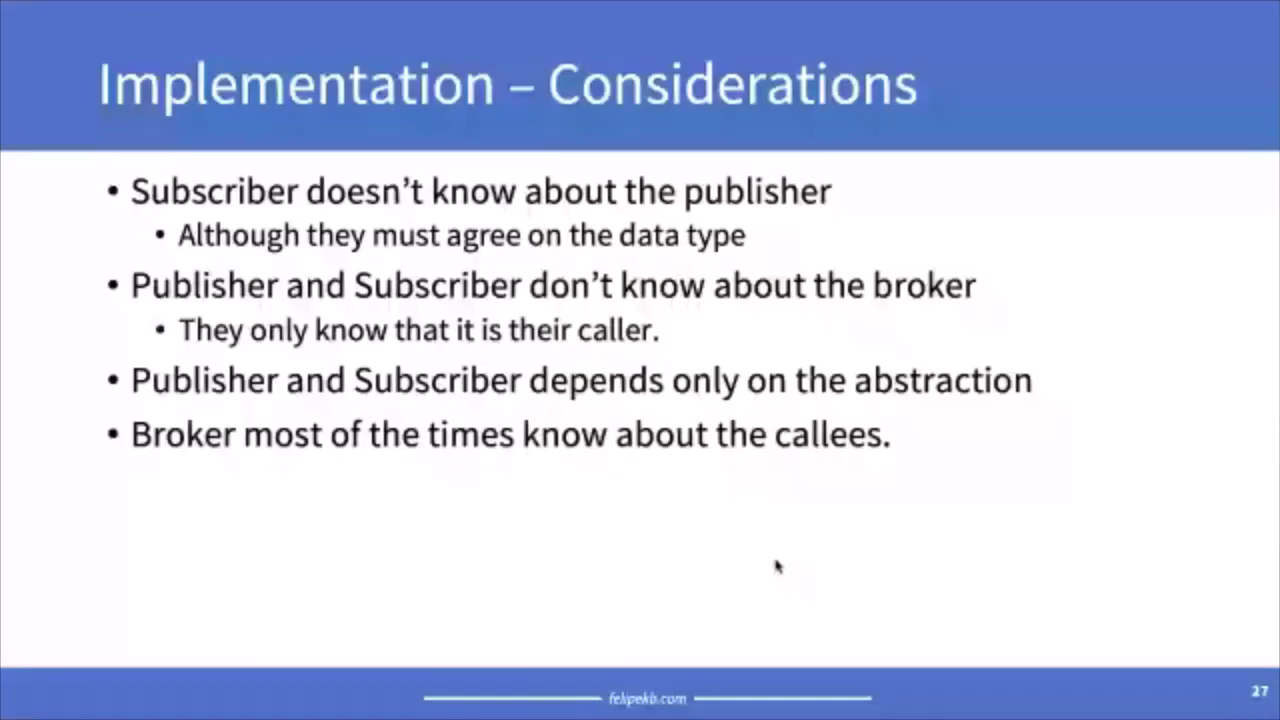 Implementation – Considerations
• Subscriber doesn’t know about the publisher
• Although they must agree on the data type
• Publisher and Subscriber don’t know about the broker
• They only know that it is their caller.
• Publisher and Subscriber depends only on the abstraction
• Broker most of the times know about the callees.
felipekb.com
27